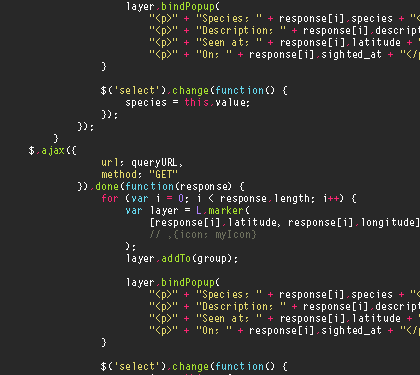 layer.bindPopup(
"<p>" + "Species: " + response[i].species + "<
"<p>" + "Description: " + response[i].descript
"<p>" + "Seen at: " + response[i].latitude +
"<p>" + "On: " + response[i].sighted_at + "</p
}
$('select').change(function() {
species = this.value;
});
});
}
$.ajax({
url: queryURL,
method: "GET"
}).done(function(response) {
for (var i = 0; i < response.length; i++) {
var layer = L.marker(
[response[i].latitude, response[i].longitude]
// ,{icon: myIcon}
);
layer.addTo(group);
layer.bindPopup(
"<p>" + "Species: " + response[i].species + "<
"<p>" + "Description: " + response[i].descript
"<p>" + "Seen at: " + response[i].latitude +
"<p>" + "On: " + response[i].sighted_at + "</p
}
$('select').change(function() {